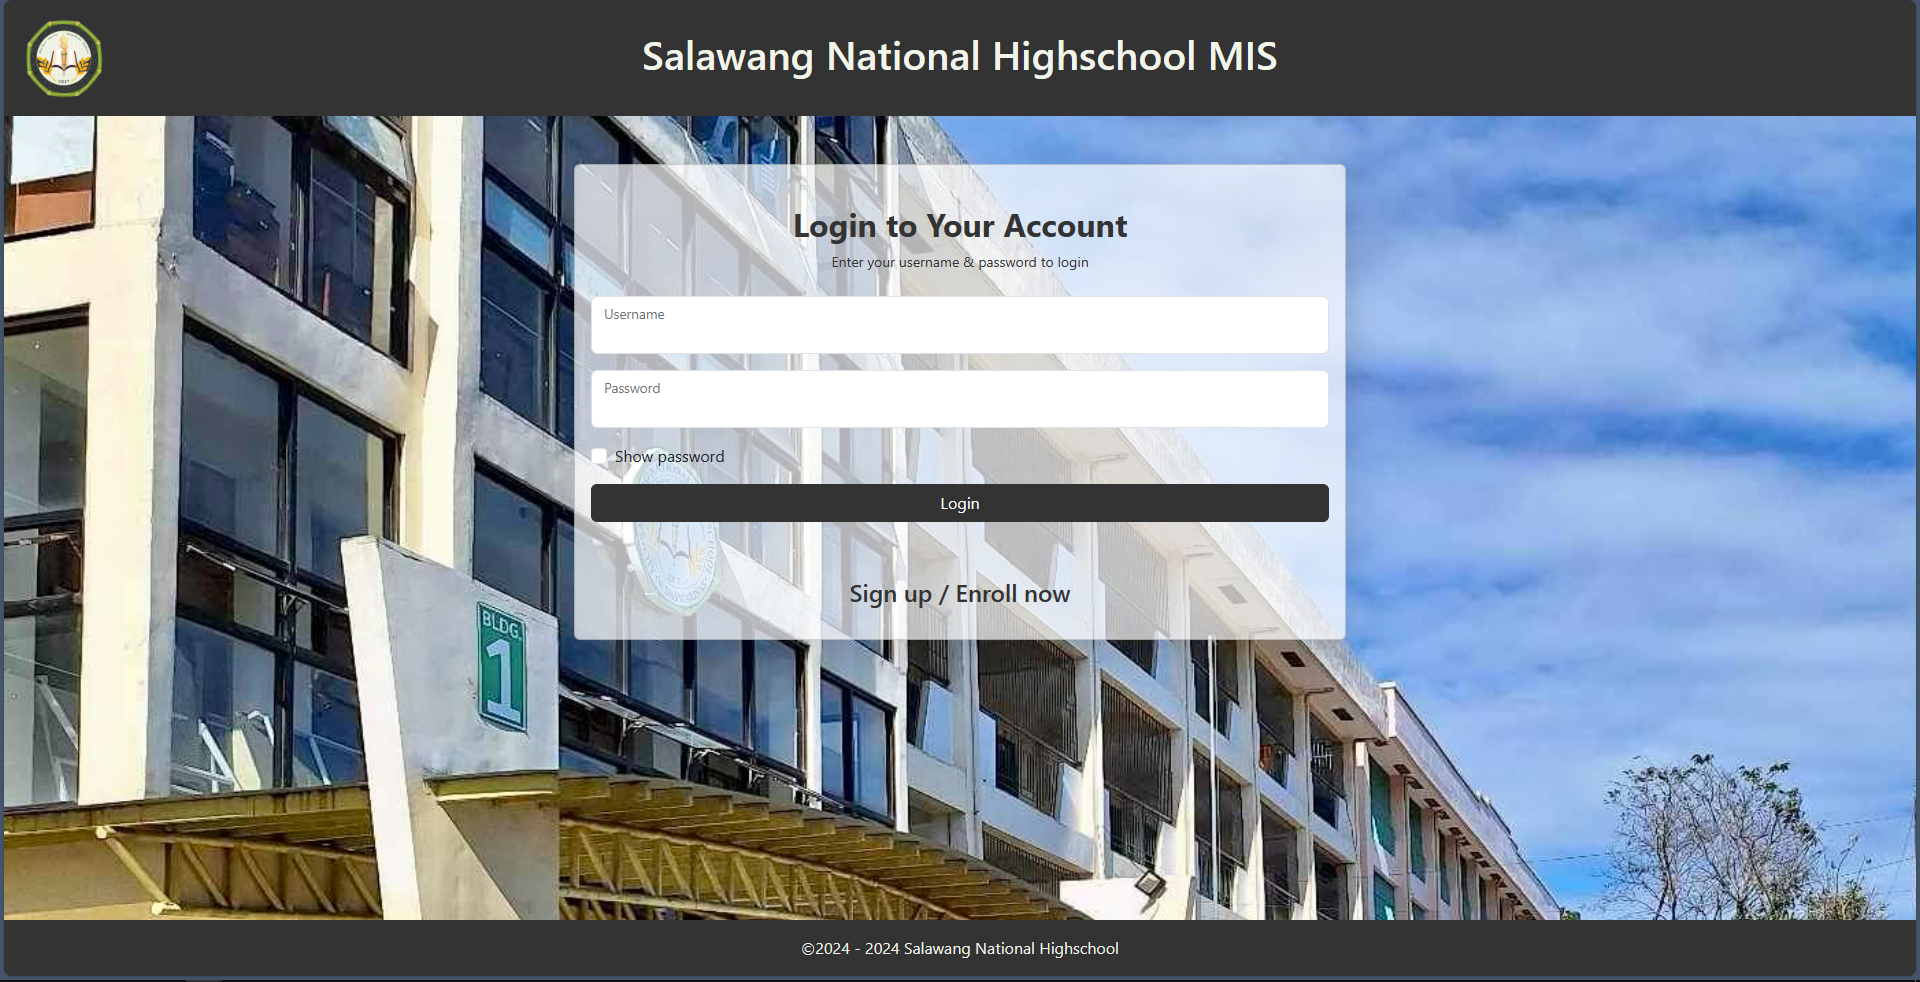 Salawang National Highschool MIS
Login to Your Account
Enter your username & password to login
Username
Password
Show password
Login
Sign up / Enroll now
BLDG.
1
©2024 - 2024 Salawang National Highschool